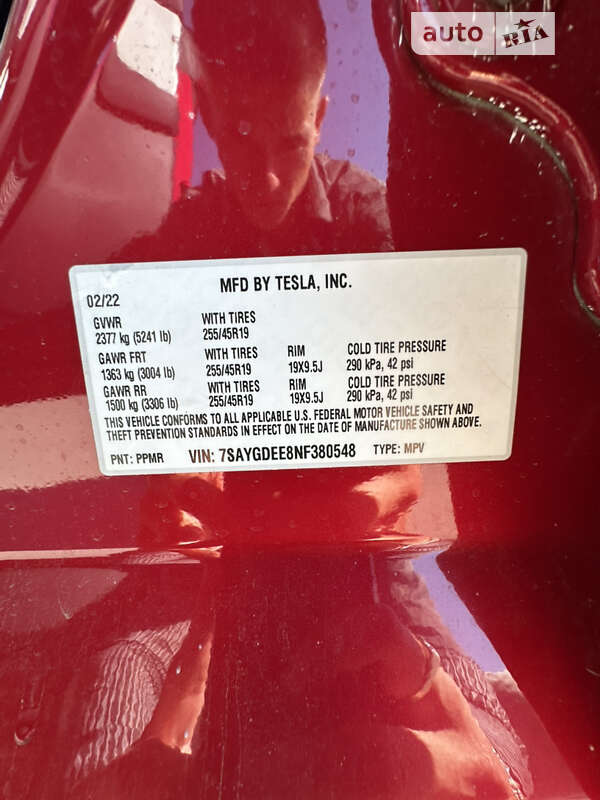 auto RIA
MFD BY TESLA, INC.
02/22
GVWR WITH TIRES
2377 kg (5241 lb) 255/45R19
GAWR FRT WITH TIRES RIM COLD TIRE PRESSURE
1363 kg (3004 lb) 255/45R19 19X9.5J 290 kPa, 42 psi
GAWR RR WITH TIRES RIM COLD TIRE PRESSURE
1500 kg (3306 lb) 255/45R19 19X9.5J 290 kPa, 42 psi
THIS VEHICLE CONFORMS TO ALL APPLICABLE U.S. FEDERAL MOTOR VEHICLE SAFETY AND
THEFT PREVENTION STANDARDS IN EFFECT ON THE DATE OF MANUFACTURE SHOWN ABOVE.
PNT: PPMR VIN: 7SAYGDEE8NF380548 TYPE: MPV